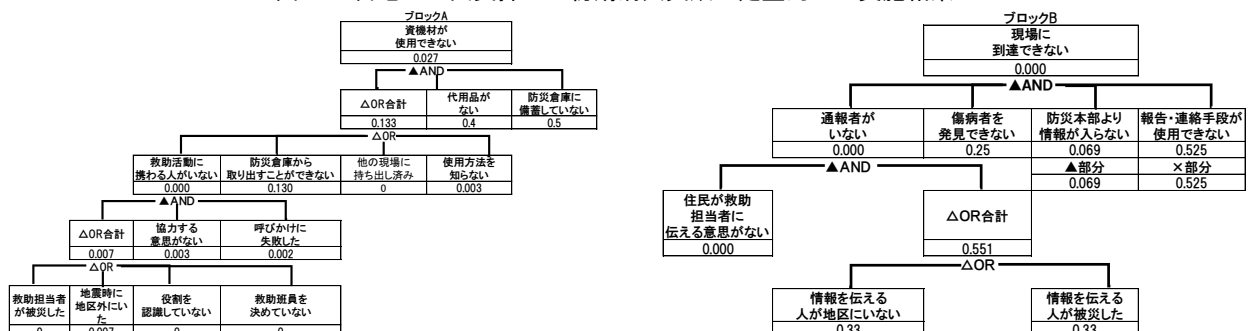 ブロックA
資機材が
使用できない
0.027
▲AND
△OR合計
0.133
代用品が
ない
0.4
防災倉庫に
備蓄していない
0.5
△OR
救助活動に
携わる人がいない
0.000
防災倉庫から
取り出すことができない
0.130
他の現場に
持ち出し済み
0
使用方法を
知らない
0.003
▲AND
△OR合計
0.007
協力する
意思がない
0.003
呼びかけに
失敗した
0.002
△OR
救助担当者
が被災した
0
地震時に
地区外にい
た
0.007
役割を
認識していない
0
救助班員を
決めていない
0
ブロックB
現場に
到達できない
0.000
▲AND
通報者が
いない
0.000
傷病者を
発見できない
0.25
防災本部より
情報が入らない
0.069
▲部分
0.069
報告・連絡手段が
使用できない
0.525
×部分
0.525
▲AND
住民が救助
担当者に
伝える意思がない
0.000
△OR合計
0.551
△OR
情報を伝える
人が地区にいない
0.33
情報を伝える
人が被災した
0.33